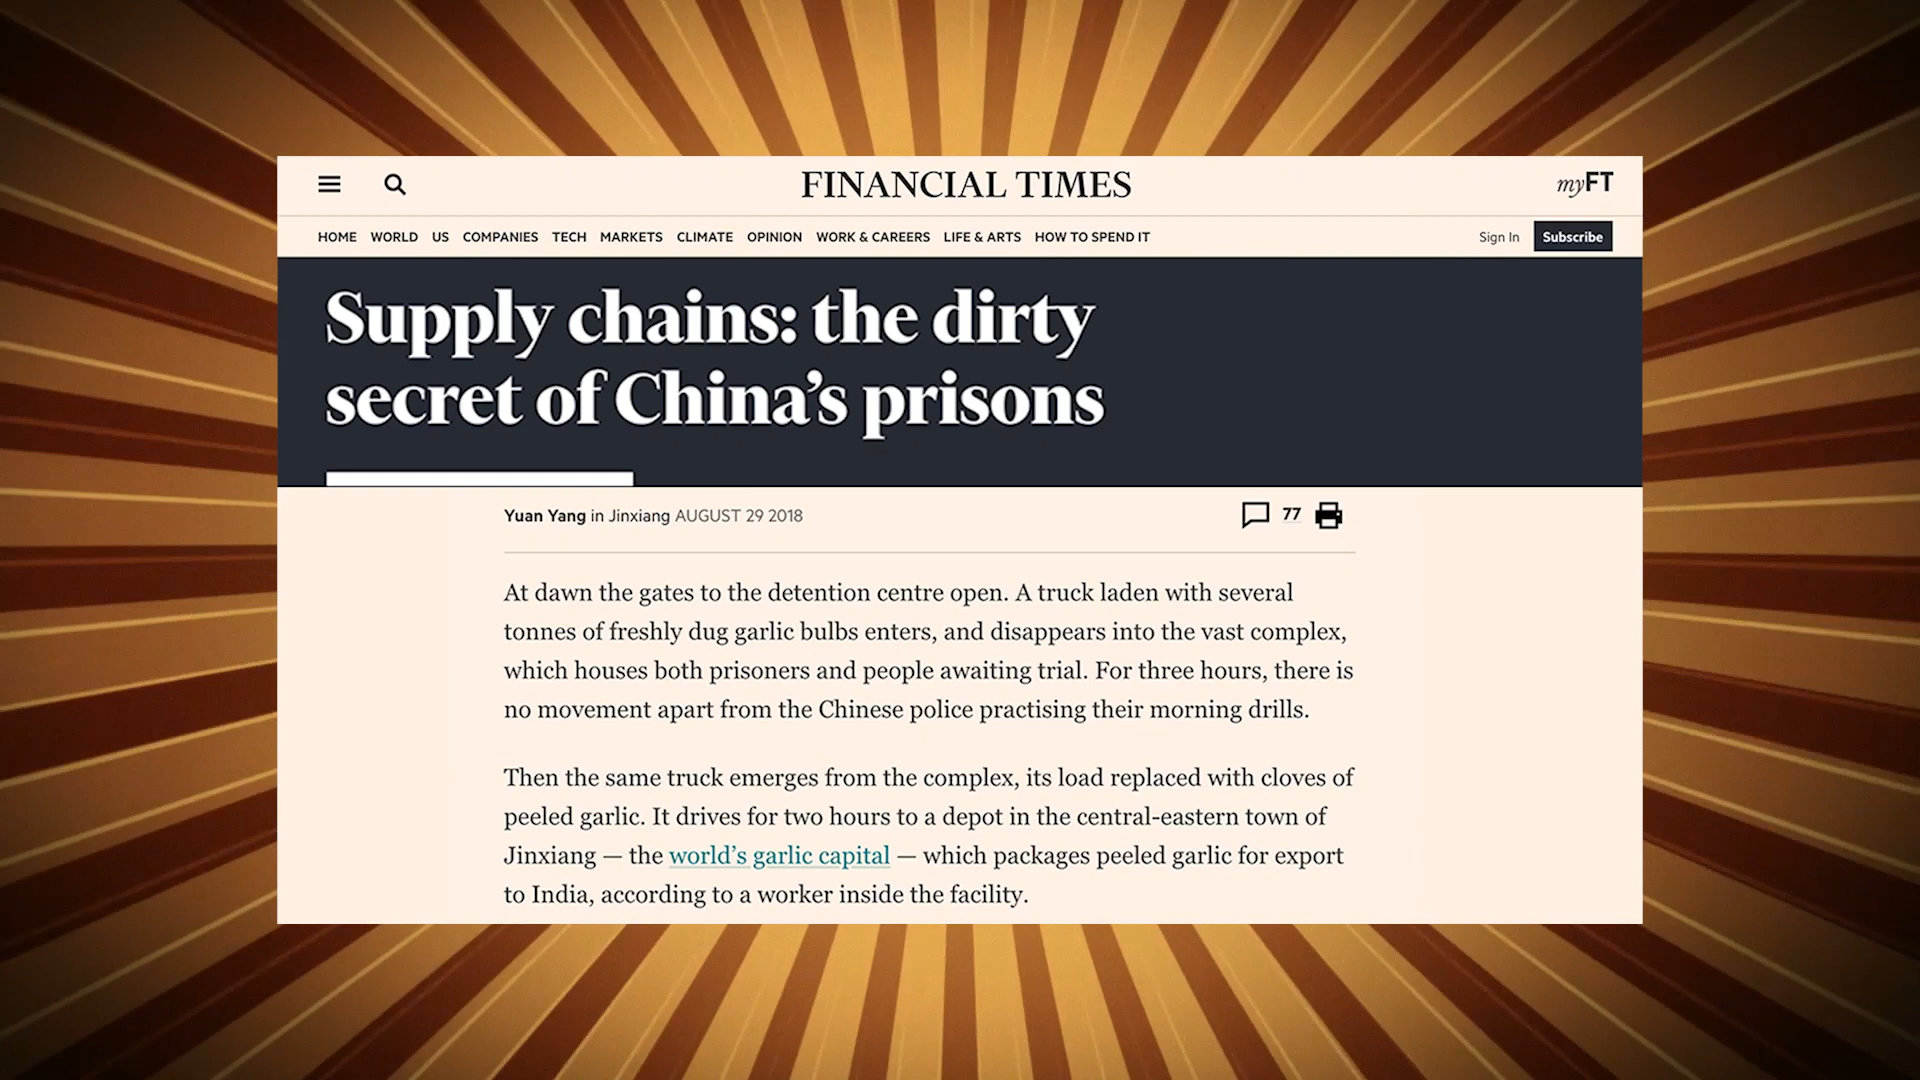 FINANCIAL TIMES
myFT
HOME WORLD US COMPANIES TECH MARKETS CLIMATE OPINION WORK & CAREERS LIFE & ARTS HOW TO SPEND IT
Sign In Subscribe
Supply chains: the dirty
secret of China’s prisons
Yuan Yang in Jinxiang AUGUST 29 2018
77
At dawn the gates to the detention centre open. A truck laden with several
tonnes of freshly dug garlic bulbs enters, and disappears into the vast complex,
which houses both prisoners and people awaiting trial. For three hours, there is
no movement apart from the Chinese police practising their morning drills.
Then the same truck emerges from the complex, its load replaced with cloves of
peeled garlic. It drives for two hours to a depot in the central-eastern town of
Jinxiang — the world’s garlic capital — which packages peeled garlic for export
to India, according to a worker inside the facility.